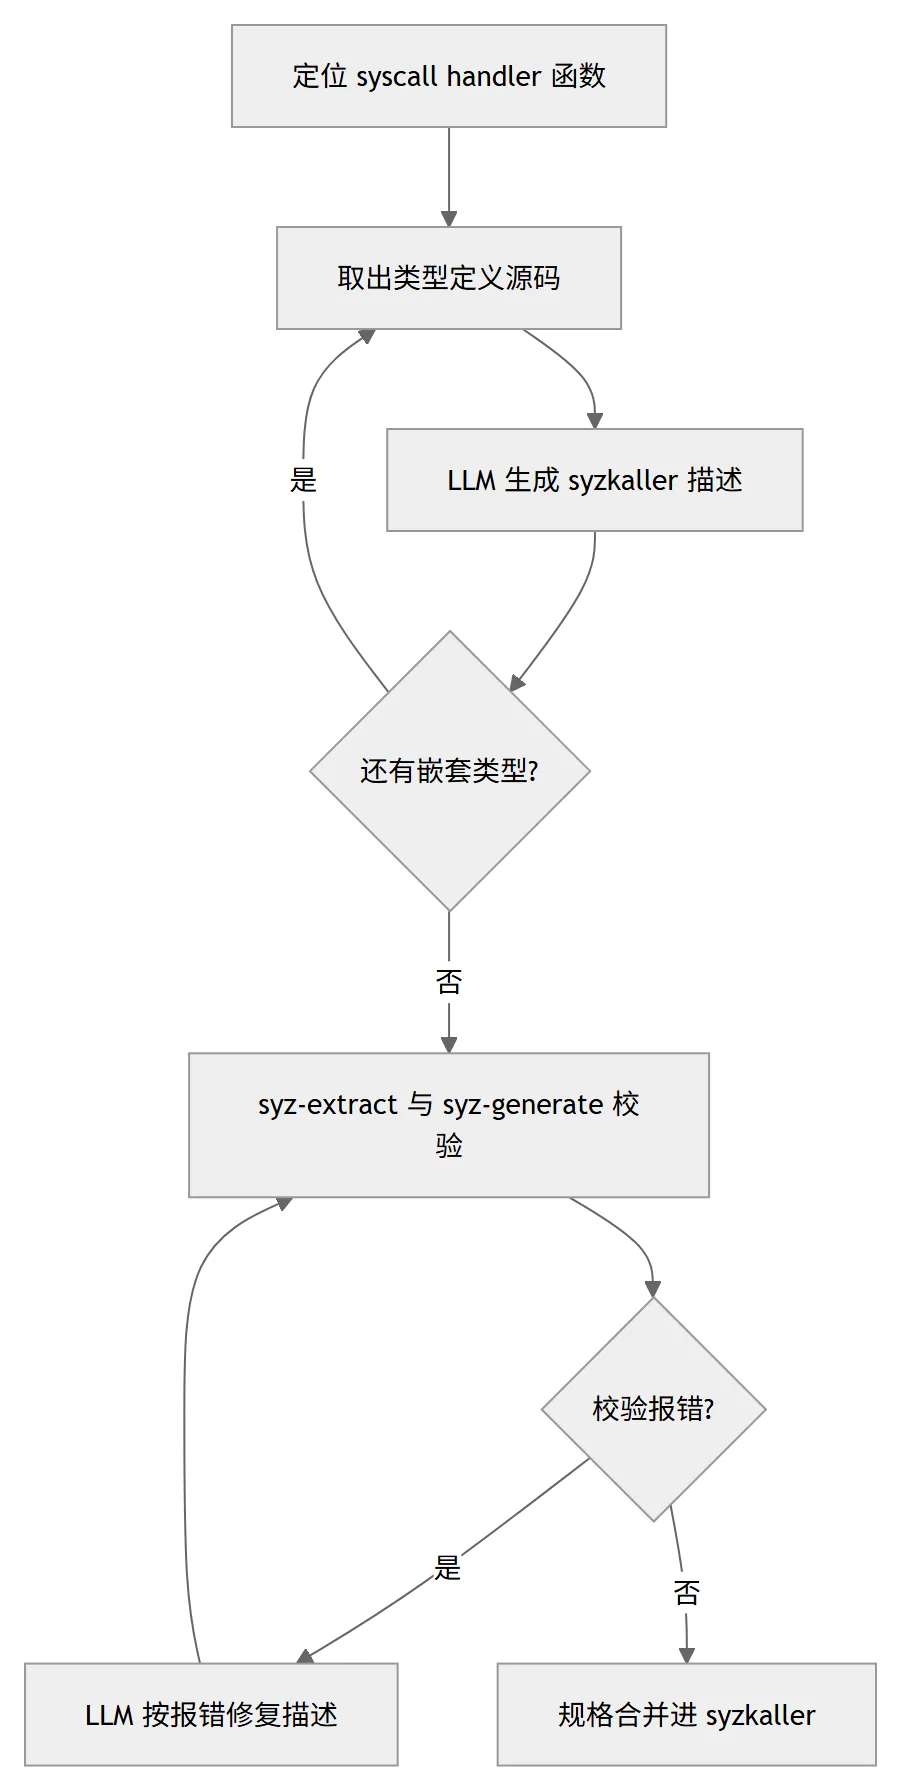 定位 syscall handler 函数
取出类型定义源码
是
LLM 生成 syzkaller 描述
还有嵌套类型?
否
syz-extract 与 syz-generate 校
验
校验报错?
是
否
LLM 按报错修复描述
规格合并进 syzkaller